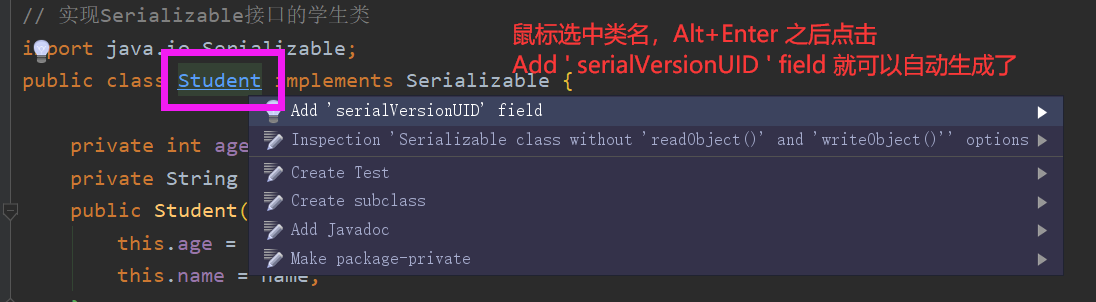 // 实现Serializable接口的学生类
import java.io.Serializable;
鼠标选中类名，Alt+Enter 之后点击
Add ' serialVersionUID ' field 就可以自动生成了
public class Student implements Serializable {
Add 'serialVersionUID' field
Inspection 'Serializable class without 'readObject()' and 'writeObject()'' options
private int age
Create Test
private String
Create subclass
public Student(
Add Javadoc
this.age =
Make package-private
this.name = name;